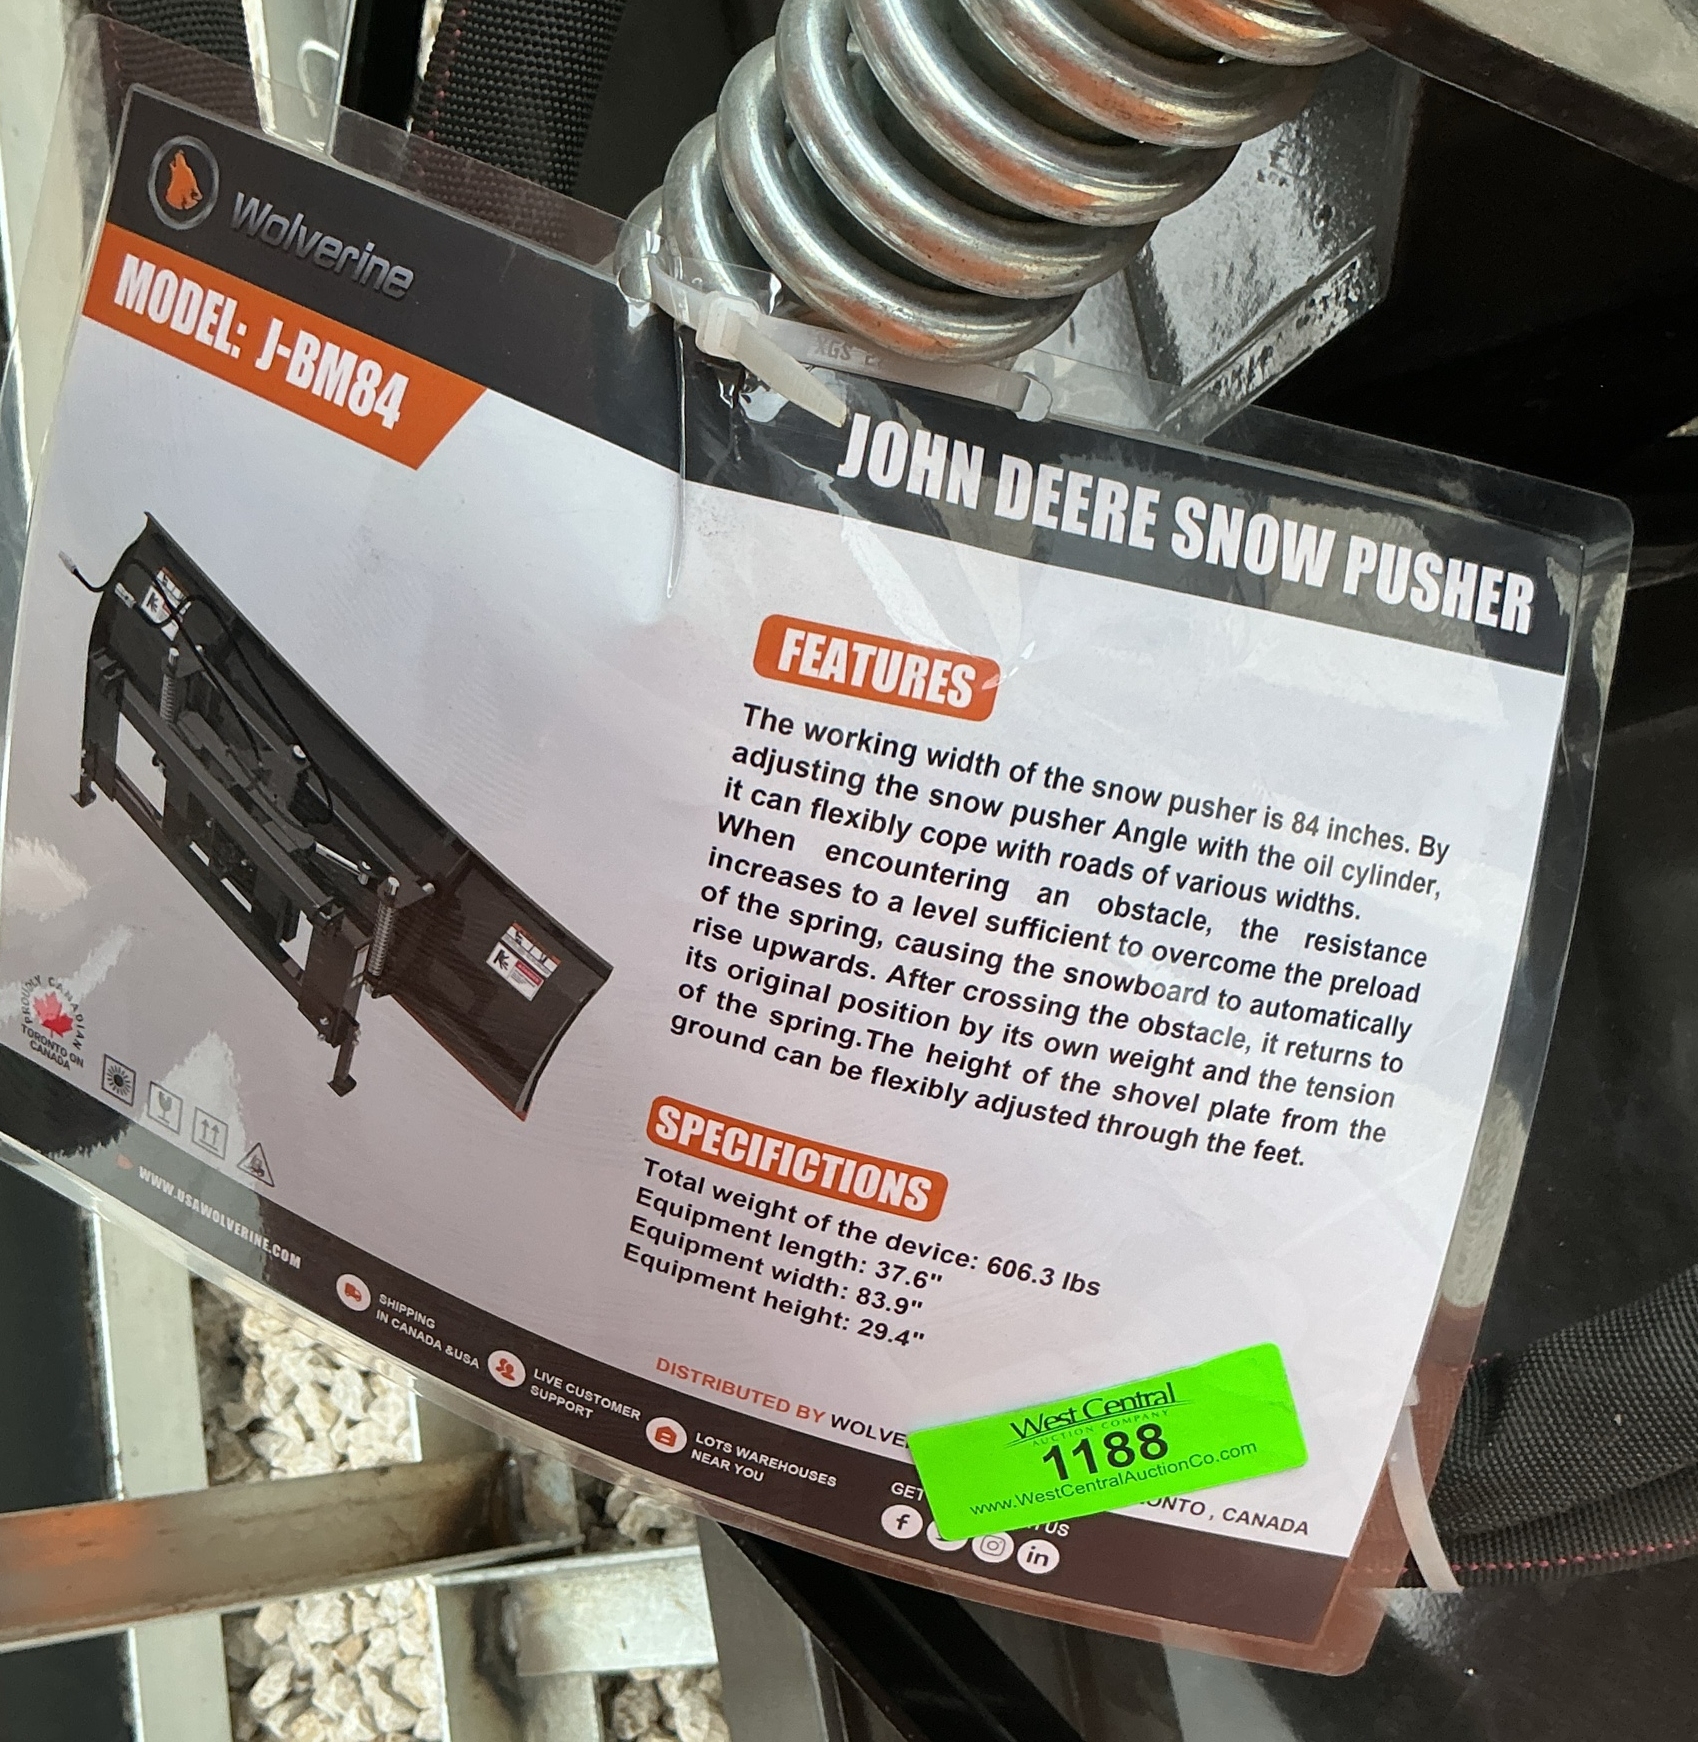 Wolverine
MODEL: J-BM84
JOHN DEERE SNOW PUSHER
FEATURES
The working width of the snow pusher is 84 inches. By
adjusting the snow pusher Angle with the oil cylinder,
it can flexibly cope with roads of various widths.
When encountering an obstacle, the resistance
increases to a level sufficient to overcome the preload
of the spring, causing the snowboard to automatically
rise upwards. After crossing the obstacle, it returns to
its original position by its own weight and the tension
of the spring.The height of the shovel plate from the
ground can be flexibly adjusted through the feet.
SPECIFICTIONS
Total weight of the device: 606.3 lbs
Equipment length: 37.6"
Equipment width: 83.9"
Equipment height: 29.4"
PROUDLY CANADIAN
TORONTO ON
CANADA
WWW.USAWOLVERINE.COM
SHIPPING
IN CANADA &USA
LIVE CUSTOMER
SUPPORT
LOTS WAREHOUSES
NEAR YOU
DISTRIBUTED BY WOLVE
ONTO, CANADA
GET
US
f
in
West Central
AUCTION COMPANY
1188
www.WestCentralAuctionCo.com
XGS